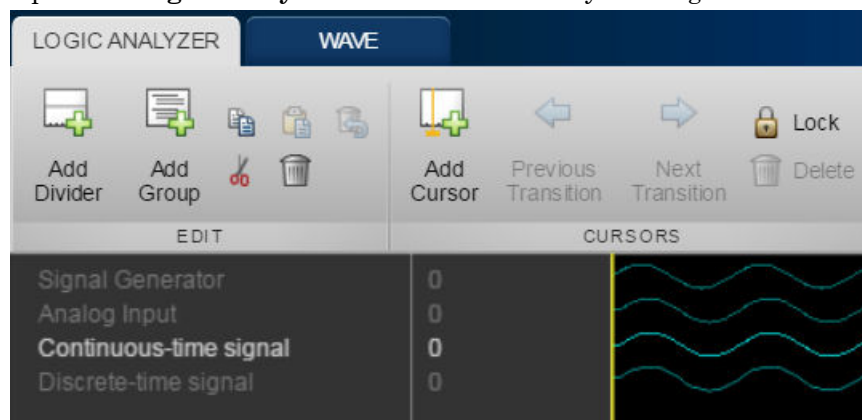 LOGIC ANALYZER
WAVE
Add Divider
Add Group
Add Cursor
Previous Transition
Next Transition
Lock
Delete
EDIT
CURSORS
Signal Generator 0
Analog Input 0
Continuous-time signal 0
Discrete-time signal 0